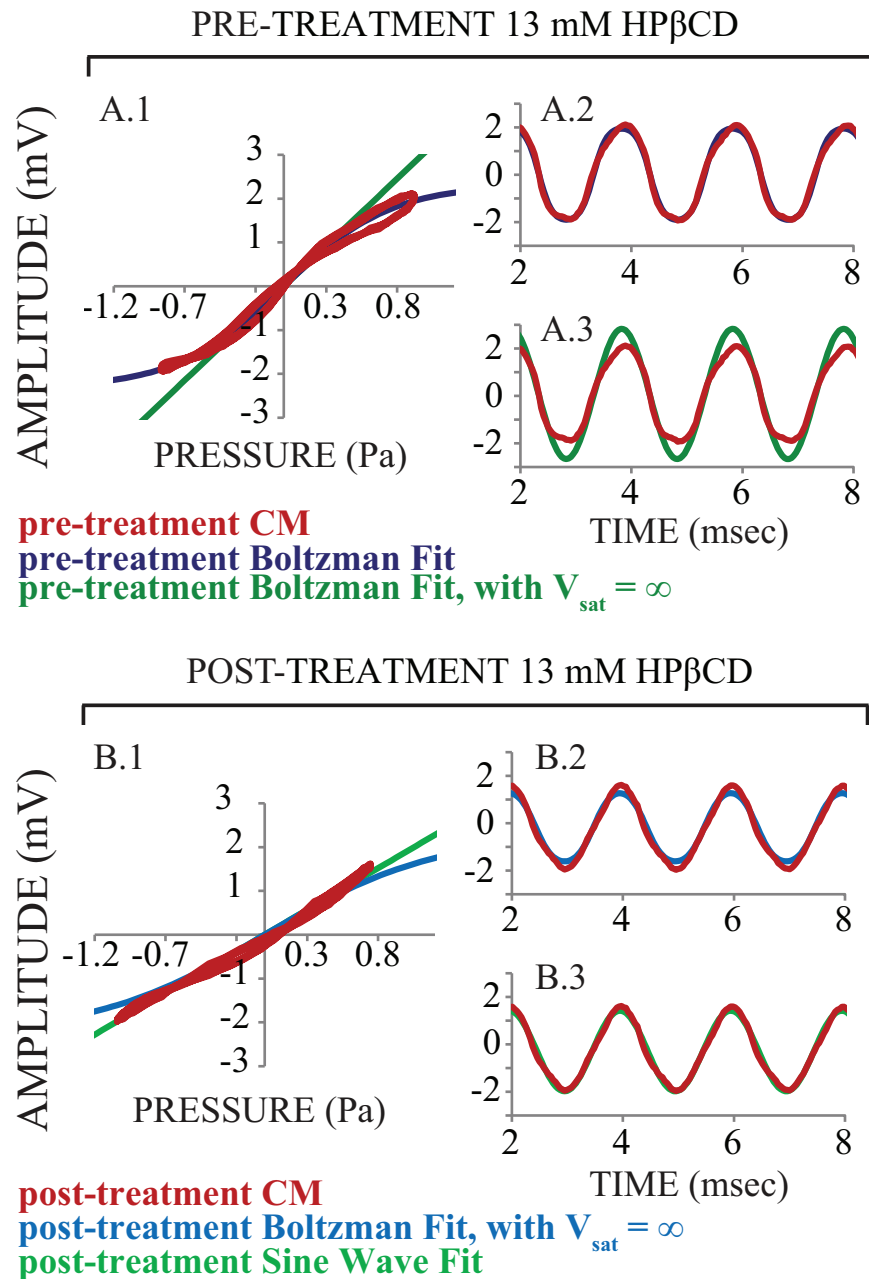 PRE-TREATMENT 13 mM HPβCD
A.1
AMPLITUDE (mV)
3
2
1
-1.2 -0.7 0.3 0.8
-1
-2
-3
PRESSURE (Pa)
A.2
2
0
-2
2 4 6 8
A.3
2
0
-2
2 4 6 8
TIME (msec)
pre-treatment CM
pre-treatment Boltzman Fit
pre-treatment Boltzman Fit, with Vsat = ∞
POST-TREATMENT 13 mM HPβCD
B.1
AMPLITUDE (mV)
3
2
1
-1.2 -0.7 0.3 0.8
-1
-2
-3
PRESSURE (Pa)
B.2
2
0
-2
2 4 6 8
B.3
2
0
-2
2 4 6 8
TIME (msec)
post-treatment CM
post-treatment Boltzman Fit, with Vsat = ∞
post-treatment Sine Wave Fit